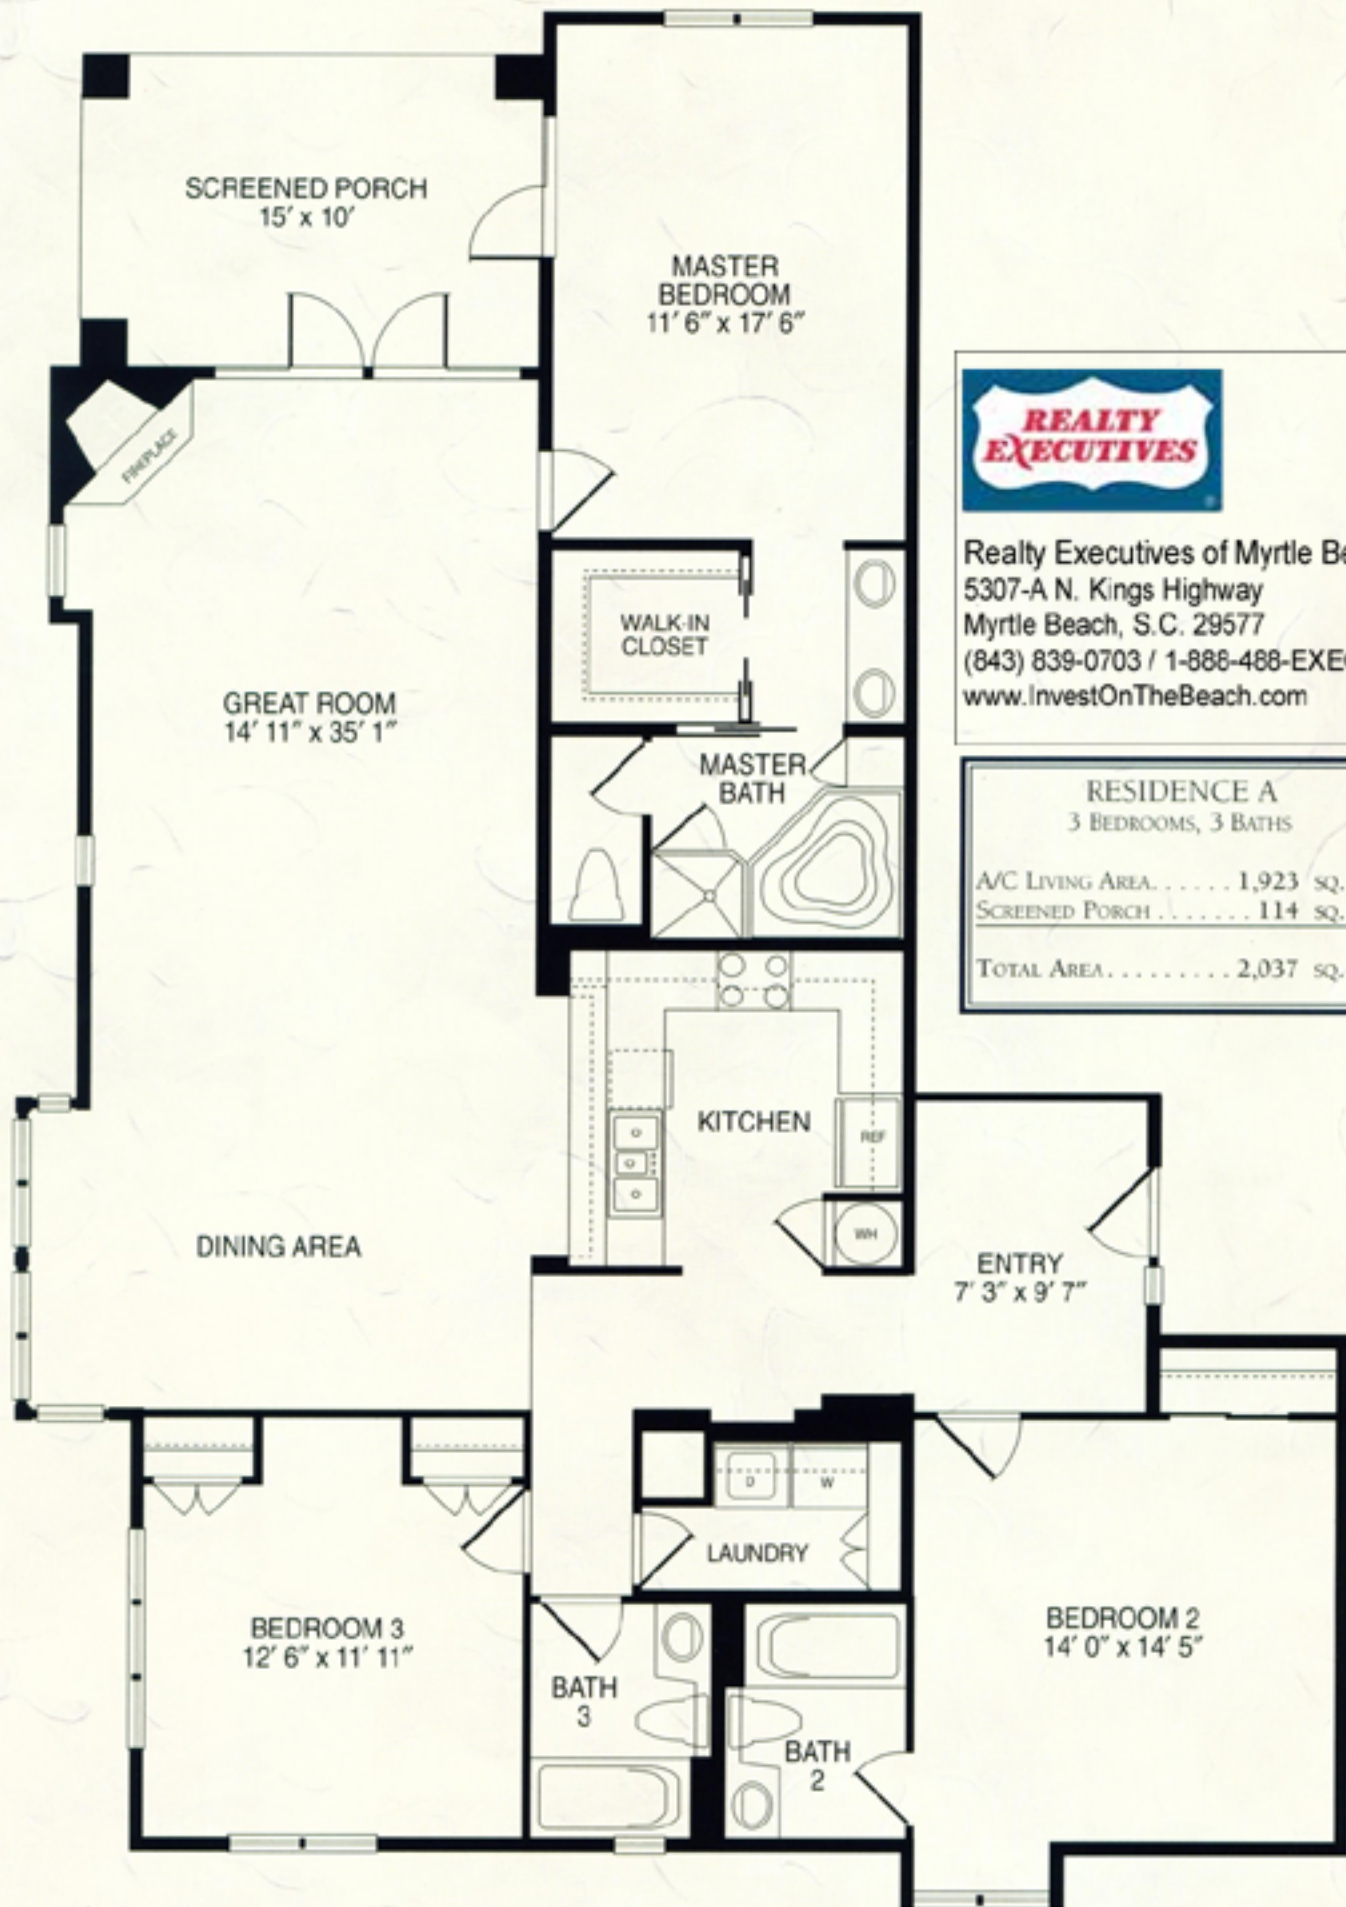 SCREENED PORCH
15' x 10'
MASTER
BEDROOM
11' 6" x 17' 6"
FIREPLACE
REALTY
EXECUTIVES
®
Realty Executives of Myrtle
5307-A N. Kings Highway
Myrtle Beach, S.C. 29577
(843) 839-0703 / 1-888-488-EXE
www.InvestOnTheBeach.com
WALK-IN
CLOSET
GREAT ROOM
14' 11" x 35' 1"
MASTER
BATH
RESIDENCE A
3 BEDROOMS, 3 BATHS
A/C LIVING AREA...... 1,923 SQ.
SCREENED PORCH....... 114 SQ.
TOTAL AREA......... 2,037 SQ.
KITCHEN
REF
WH
DINING AREA
ENTRY
7' 3" x 9' 7"
D
W
LAUNDRY
BEDROOM 3
12' 6" x 11' 11"
BEDROOM 2
14' 0" x 14' 5"
BATH
3
BATH
2